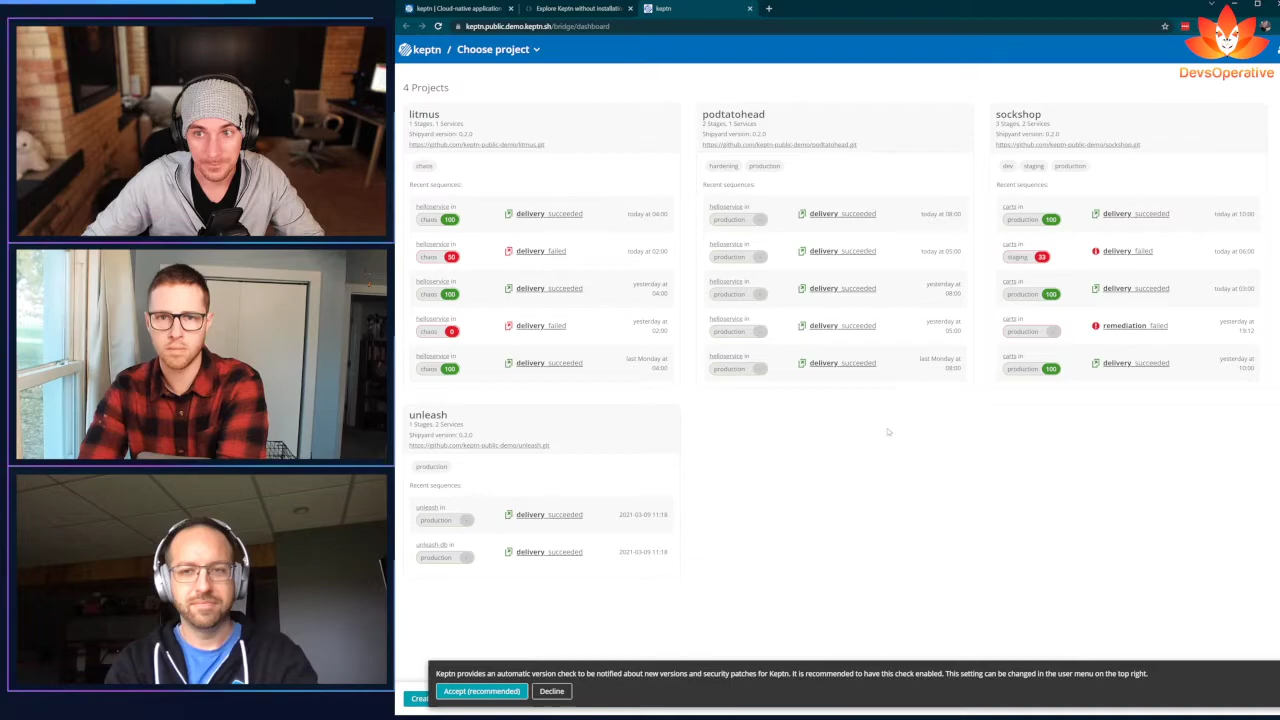 keptn | Cloud-native application
Explore Keptn without installati
keptn
keptn.public.demo.keptn.sh/bridge/dashboard
DevsOperative
keptn / Choose project
4 Projects
litmus
1 Stages, 1 Services
Shipyard version: 0.2.0
https://github.com/keptn-public-demo/litmus.git
chaos
Recent sequences:
helloservice in
chaos 100
delivery succeeded
today at 04:00
helloservice in
chaos 50
delivery failed
today at 02:00
helloservice in
chaos 100
delivery succeeded
yesterday at
04:00
helloservice in
chaos 0
delivery failed
yesterday at
02:00
helloservice in
chaos 100
delivery succeeded
last Monday at
04:00
podtatohead
2 Stages, 1 Services
Shipyard version: 0.2.0
https://github.com/keptn-public-demo/podtatohead.git
hardening production
Recent sequences:
helloservice in
production -
delivery succeeded
today at 08:00
helloservice in
production -
delivery succeeded
today at 05:00
helloservice in
production -
delivery succeeded
yesterday at
08:00
helloservice in
production -
delivery succeeded
yesterday at
05:00
helloservice in
production -
delivery succeeded
last Monday at
08:00
sockshop
3 Stages, 2 Services
Shipyard version: 0.2.0
https://github.com/keptn-public-demo/sockshop.git
dev staging production
Recent sequences:
carts in
production 100
delivery succeeded
today at 10:00
carts in
staging 33
delivery failed
today at 06:00
carts in
production 100
delivery succeeded
today at 03:00
carts in
production -
remediation failed
yesterday at
19:12
carts in
production 100
delivery succeeded
yesterday at
10:00
unleash
1 Stages, 2 Services
Shipyard version: 0.2.0
https://github.com/keptn-public-demo/unleash.git
production
Recent sequences:
unleash in
production -
delivery succeeded
2021-03-09 11:18
unleash-db in
production -
delivery succeeded
2021-03-09 11:18
Keptn provides an automatic version check to be notified about new versions and security patches for Keptn. It is recommended to have this check enabled. This setting can be changed in the user menu on the top right.
Accept (recommended) Decline
Creat